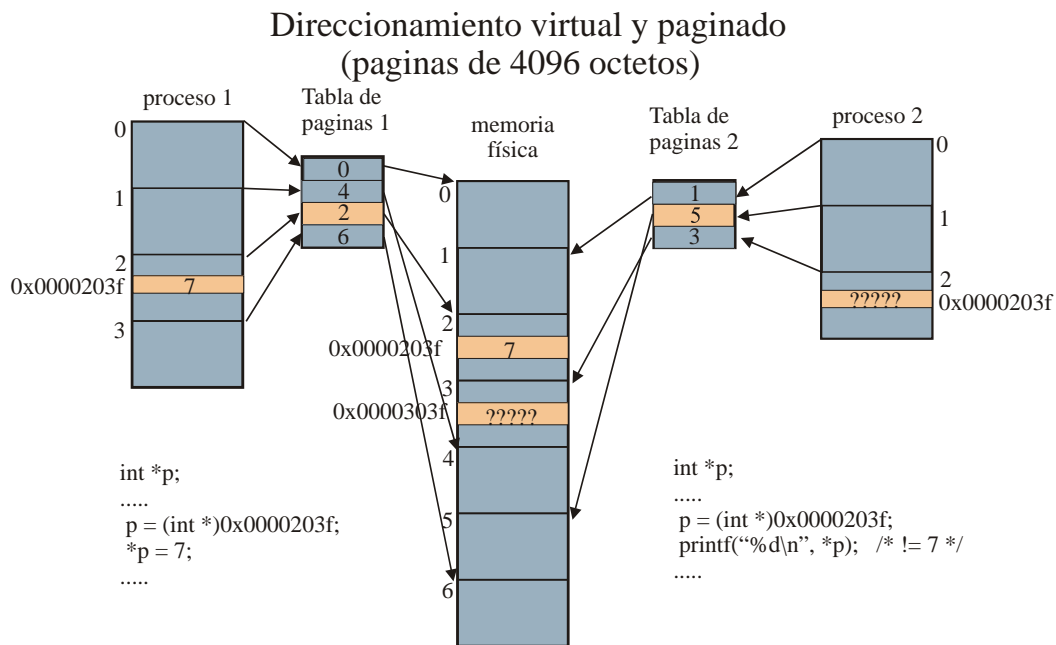 Direccionamiento virtual y paginado
(paginas de 4096 octetos)
proceso 1
0
1
2
0x0000203f
7
3
Tabla de
paginas 1
0
4
2
6
memoria
física
0
1
2
0x0000203f
7
3
0x0000303f
?????
4
5
6
Tabla de
paginas 2
1
5
3
proceso 2
0
1
2
?????
0x0000203f
int *p;
.....
p = (int *)0x0000203f;
*p = 7;
.....
int *p;
.....
p = (int *)0x0000203f;
printf(“%d\n”, *p);   /* != 7 */
.....